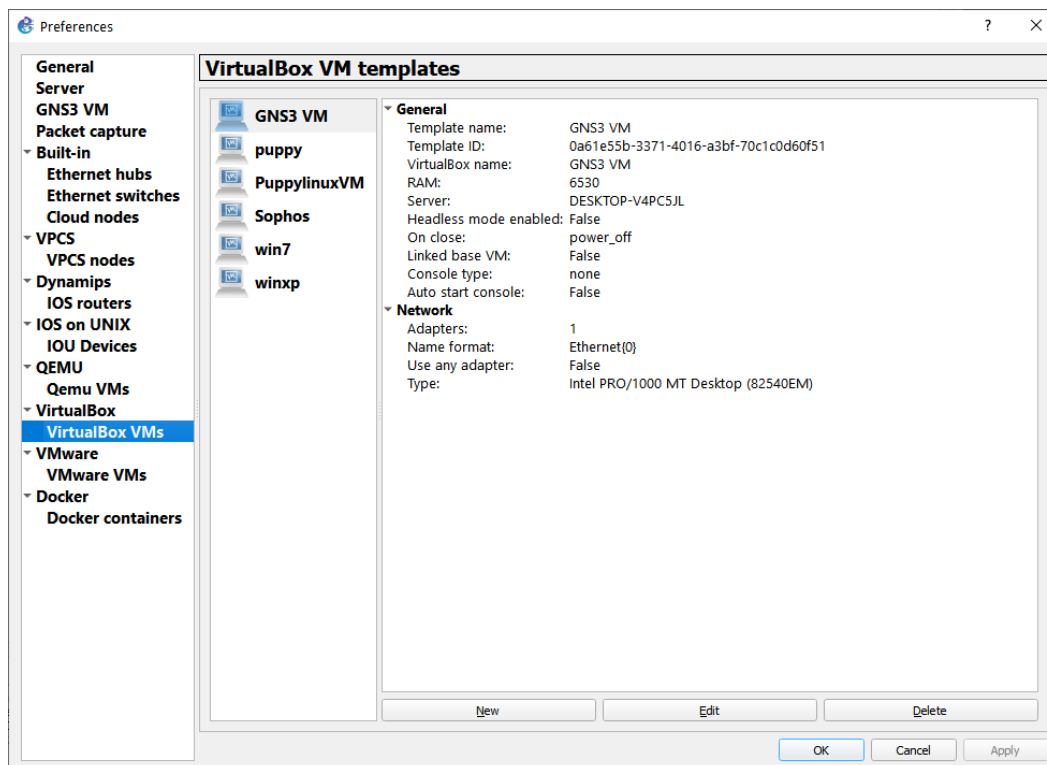 Preferences
?
General
Server
GNS3 VM
Packet capture
Built-in
Ethernet hubs
Ethernet switches
Cloud nodes
VPCS
VPCS nodes
Dynamips
IOS routers
IOS on UNIX
IOU Devices
QEMU
Qemu VMs
VirtualBox
VirtualBox VMs
VMware
VMware VMs
Docker
Docker containers
VirtualBox VM templates
GNS3 VM
puppy
PuppylinuxVM
Sophos
win7
winxp
General
Template name: GNS3 VM
Template ID: 0a61e55b-3371-4016-a3bf-70c1c0d60f51
VirtualBox name: GNS3 VM
RAM: 6530
Server: DESKTOP-V4PC5JL
Headless mode enabled: False
On close: power_off
Linked base VM: False
Console type: none
Auto start console: False
Network
Adapters: 1
Name format: Ethernet{0}
Use any adapter: False
Type: Intel PRO/1000 MT Desktop (82540EM)
New Edit Delete
OK Cancel Apply